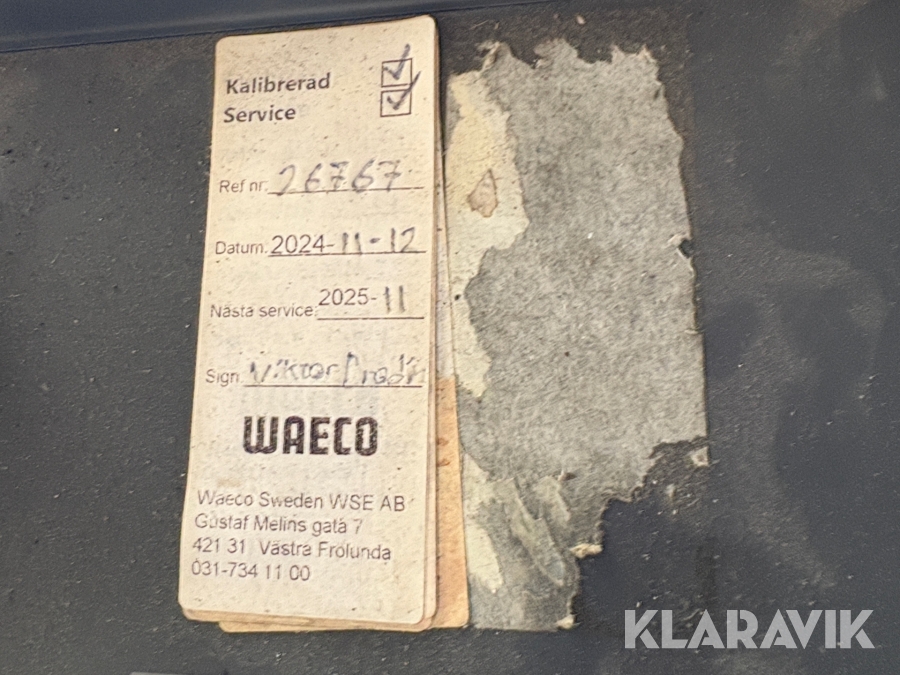 Kalibrerad
Service
Ref nr. 26767
Datum. 2024-11-12
Nästa service. 2025-11
Sign. Viktor
WAECO
Waeco Sweden WSE AB
Gustaf Melins gata 7
421 31 Västra Frölunda
031-734 11 00
KLARAVIK